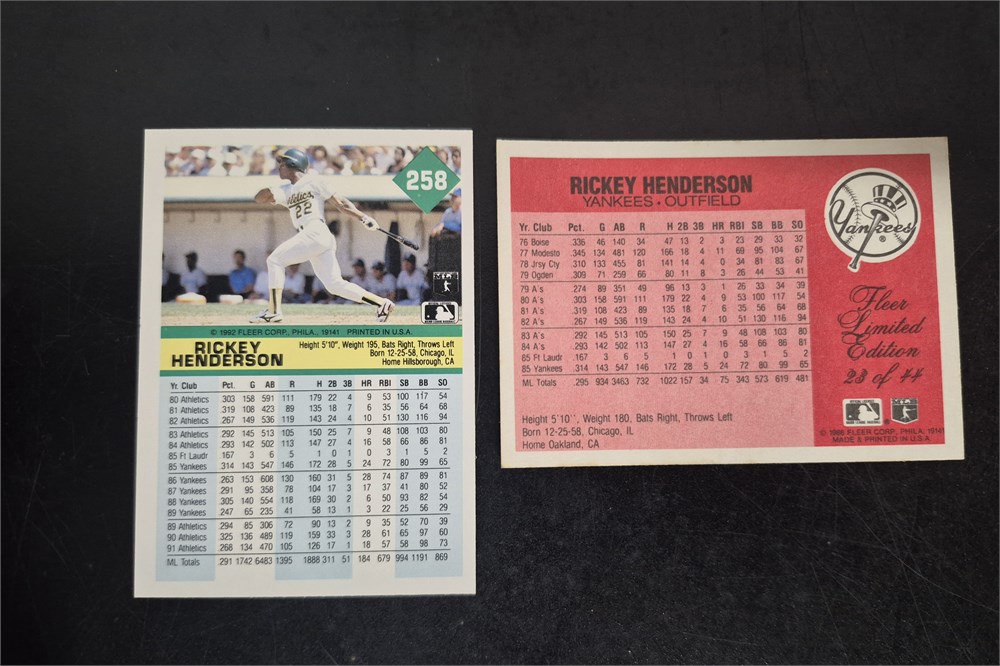 258
Athletics
22
MLB
© 1992 FLEER CORP., PHILA., 19141 PRINTED IN U.S.A.
RICKEY
HENDERSON
Height 5'10", Weight 195, Bats Right, Throws Left
Born 12-25-58, Chicago, IL
Home Hillsborough, CA
Yr. Club Pct. G AB R H 2B 3B HR RBI SB BB SO
80 Athletics .303 158 591 111 179 22 4 9 53 100 117 54
81 Athletics .319 108 423 89 135 18 7 6 35 56 64 68
82 Athletics .267 149 536 119 143 24 4 10 51 130 116 94
83 Athletics .292 145 513 105 150 25 7 9 48 108 103 80
84 Athletics .293 142 502 113 147 27 4 16 58 66 86 81
85 Ft Laudr .167 3 6 5 1 0 1 0 3 1 5 2
85 Yankees .314 143 547 146 172 28 5 24 72 80 99 65
86 Yankees .263 153 608 130 160 31 5 28 74 87 89 81
87 Yankees .291 95 358 78 104 17 3 17 37 41 80 52
88 Yankees .305 140 554 118 169 30 2 6 50 93 82 54
89 Yankees .247 65 235 41 58 13 1 3 22 25 56 29
89 Athletics .294 85 306 72 90 13 2 9 35 52 70 39
90 Athletics .325 136 489 119 159 33 3 28 61 65 97 60
91 Athletics .268 134 470 105 126 17 1 18 57 58 98 73
ML Totals .291 1742 6483 1395 1888 311 51 184 679 994 1191 869
RICKEY HENDERSON
YANKEES • OUTFIELD
Yankees
Yr. Club Pct. G AB R H 2B 3B HR RBI SB BB SO
76 Boise .336 46 140 34 47 13 2 3 23 29 33 32
77 Modesto .345 134 481 120 166 18 4 11 69 95 104 67
78 Jrsy Cty .310 133 455 81 141 14 4 0 34 81 83 67
79 Ogden .309 71 259 66 80 11 8 3 26 44 53 41
79 A's .274 89 351 49 96 13 3 1 26 33 34 39
80 A's .303 158 591 111 179 22 4 9 53 100 117 54
81 A's .319 108 423 89 135 18 7 6 35 56 64 68
82 A's .267 149 536 119 143 24 4 10 51 130 116 94
83 A's .292 145 513 105 150 25 7 9 48 108 103 80
84 A's .293 142 502 113 147 27 4 16 58 66 86 81
85 Ft Laudr .167 3 6 5 1 0 1 0 3 1 5 2
85 Yankees .314 143 547 146 172 28 5 24 72 80 99 65
ML Totals .295 934 3463 732 1022 157 34 75 343 573 619 481
Fleer
Limited
Edition
23 of 44
Height 5'10'', Weight 180, Bats Right, Throws Left
Born 12-25-58, Chicago, IL
Home Oakland, CA
© 1986 FLEER CORP., PHILA. 19141
MADE & PRINTED IN U.S.A.